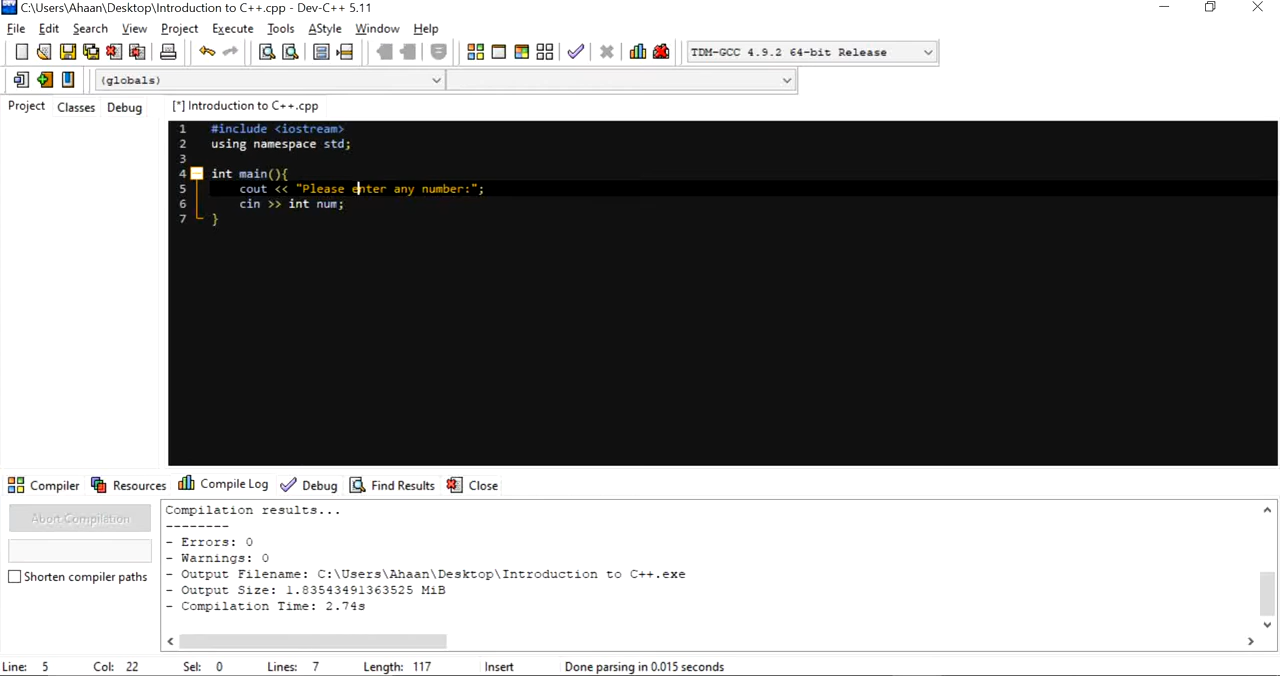 C:\Users\Ahaan\Desktop\Introduction to C++.cpp - Dev-C++ 5.11
File Edit Search View Project Execute Tools AStyle Window Help
TDM-GCC 4.9.2 64-bit Release
(globals)
Project Classes Debug [*] Introduction to C++.cpp
1 #include <iostream>
2 using namespace std;
3
4 int main(){
5 cout << "Please enter any number:";
6 cin >> int num;
7 }
Compiler Resources Compile Log Debug Find Results Close
Abort Compilation
Shorten compiler paths
Compilation results...
--------
- Errors: 0
- Warnings: 0
- Output Filename: C:\Users\Ahaan\Desktop\Introduction to C++.exe
- Output Size: 1.83543491363525 MiB
- Compilation Time: 2.74s
Line: 5 Col: 22 Sel: 0 Lines: 7 Length: 117 Insert Done parsing in 0.015 seconds